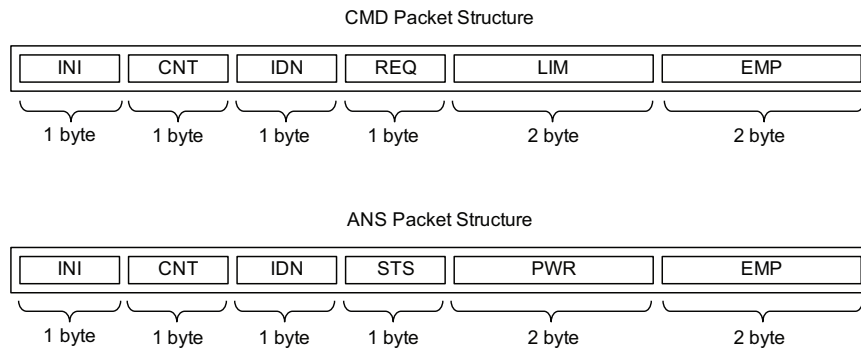 CMD Packet Structure
INI CNT IDN REQ LIM EMP
1 byte 1 byte 1 byte 1 byte 2 byte 2 byte
ANS Packet Structure
INI CNT IDN STS PWR EMP
1 byte 1 byte 1 byte 1 byte 2 byte 2 byte